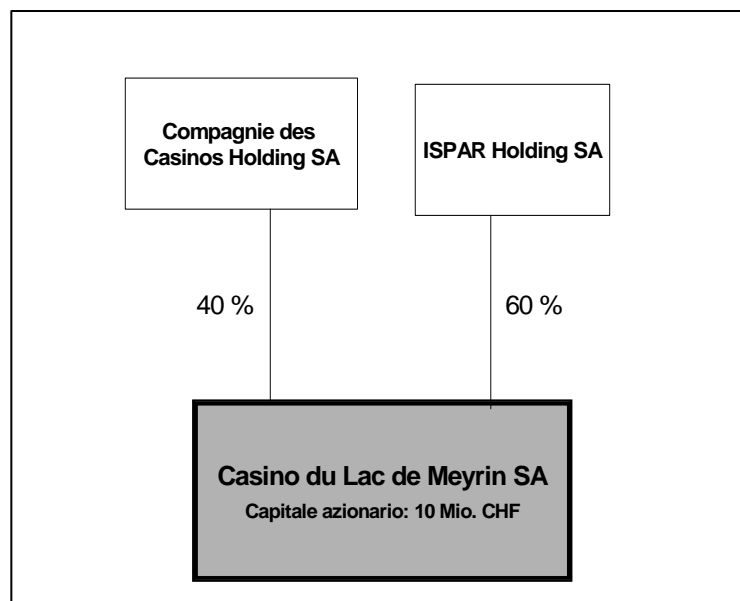 Compagnie des
Casinos Holding SA
ISPAR Holding SA
40 %
60 %
Casino du Lac de Meyrin SA
Capitale azionario: 10 Mio. CHF